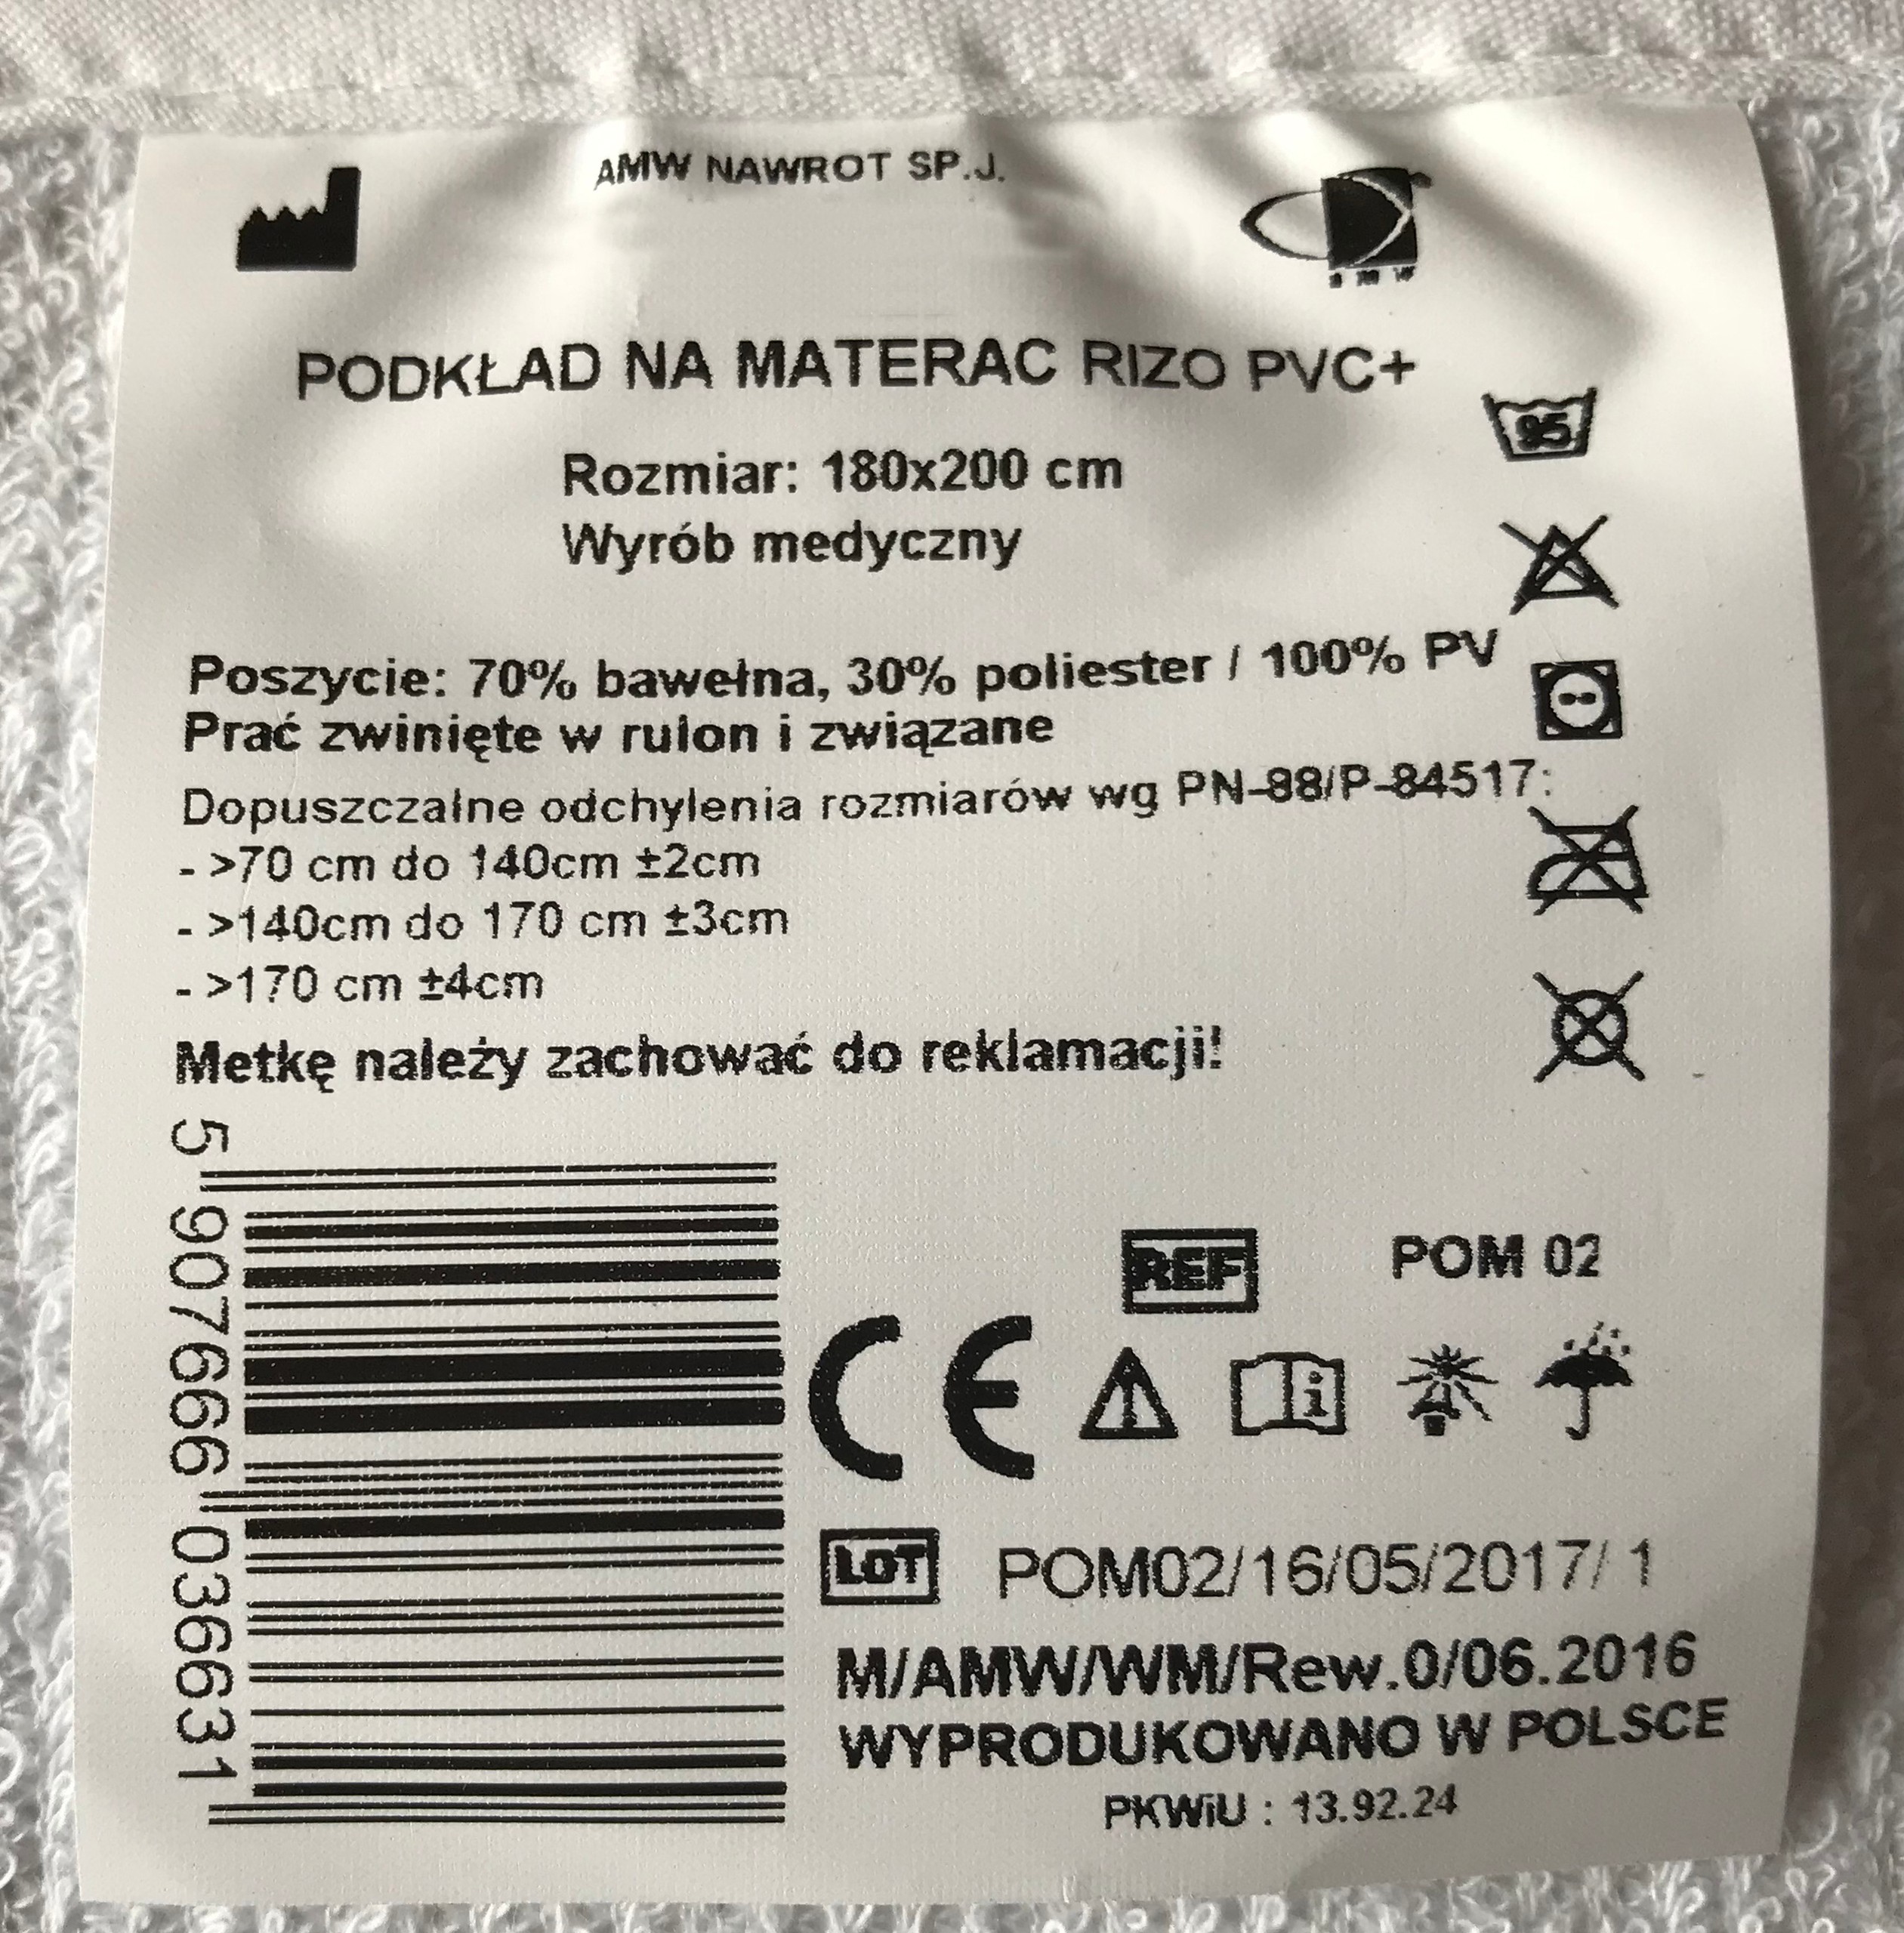 AMW NAWROT SP.J.
PODKŁAD NA MATERAC RIZO PVC+
Rozmiar: 180x200 cm
Wyrób medyczny
95
Poszycie: 70% bawełna, 30% poliester / 100% PV
Prać zwinięte w rulon i związane
Dopuszczalne odchylenia rozmiarów wg PN-88/P-84517:
- >70 cm do 140cm ±2cm
- >140cm do 170 cm ±3cm
- >170 cm ±4cm
Metkę należy zachować do reklamacji!
5 907666 036631
REF POM 02
CE
LOT POM02/16/05/2017/ 1
M/AMW/WM/Rew.0/06.2016
WYPRODUKOWANO W POLSCE
PKWiU : 13.92.24